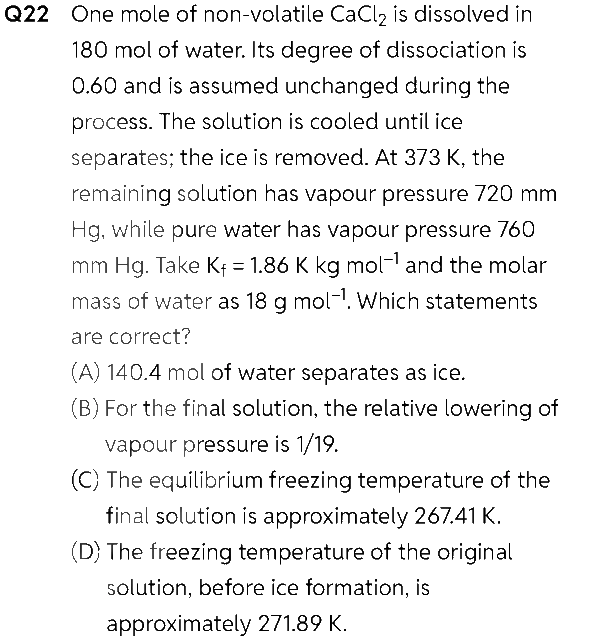 Q22 One mole of non-volatile CaCl₂ is dissolved in
180 mol of water. Its degree of dissociation is
0.60 and is assumed unchanged during the
process. The solution is cooled until ice
separates; the ice is removed. At 373 K, the
remaining solution has vapour pressure 720 mm
Hg, while pure water has vapour pressure 760
mm Hg. Take K_f = 1.86 K kg mol⁻¹ and the molar
mass of water as 18 g mol⁻¹. Which statements
are correct?
(A) 140.4 mol of water separates as ice.
(B) For the final solution, the relative lowering of
vapour pressure is 1/19.
(C) The equilibrium freezing temperature of the
final solution is approximately 267.41 K.
(D) The freezing temperature of the original
solution, before ice formation, is
approximately 271.89 K.